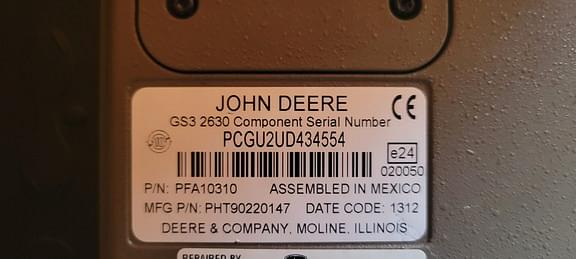 JOHN DEERE
CE
GS3 2630 Component Serial Number
PCGU2UD434554
e24
020050
P/N: PFA10310 ASSEMBLED IN MEXICO
MFG P/N: PHT90220147 DATE CODE: 1312
DEERE & COMPANY, MOLINE, ILLINOIS
REPAIRED BY